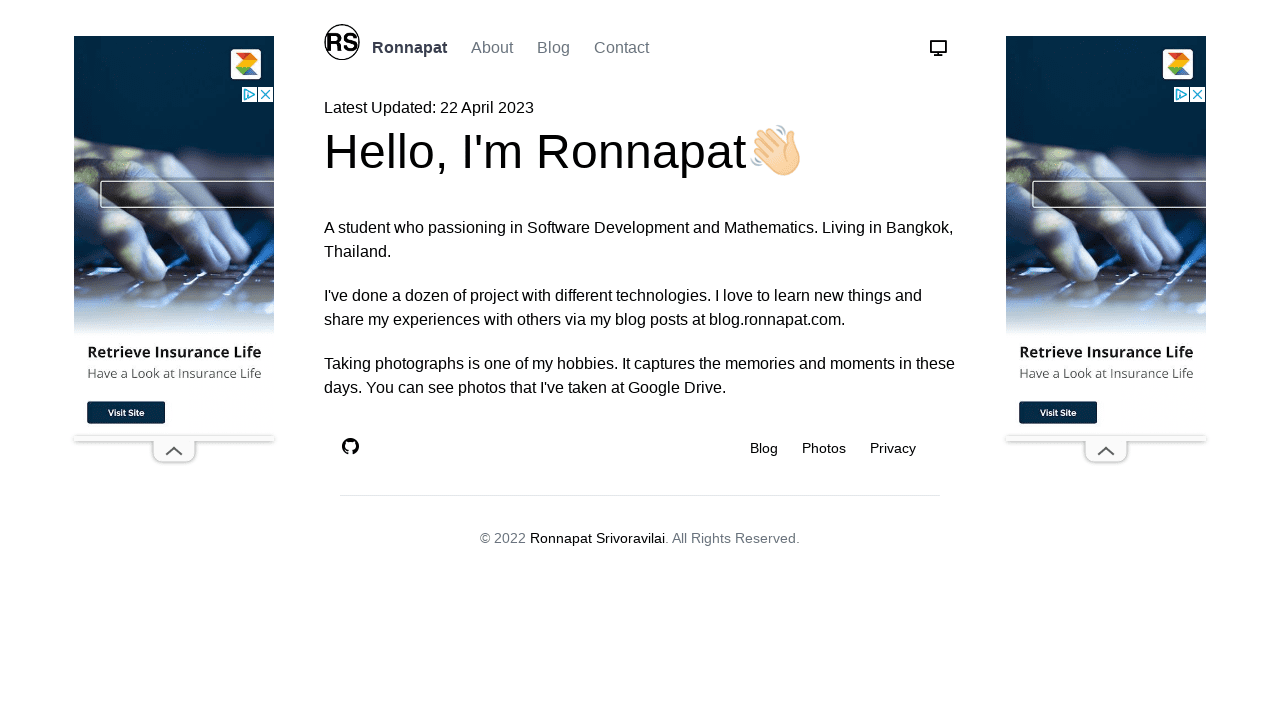 RS
Ronnapat About Blog Contact
Latest Updated: 22 April 2023
Hello, I'm Ronnapat👋🏼
A student who passioning in Software Development and Mathematics. Living in Bangkok,
Thailand.
I've done a dozen of project with different technologies. I love to learn new things and
share my experiences with others via my blog posts at blog.ronnapat.com.
Taking photographs is one of my hobbies. It captures the memories and moments in these
days. You can see photos that I've taken at Google Drive.
Blog Photos Privacy
© 2022 Ronnapat Srivoravilai. All Rights Reserved.
Retrieve Insurance Life
Have a Look at Insurance Life
Visit Site
Retrieve Insurance Life
Have a Look at Insurance Life
Visit Site